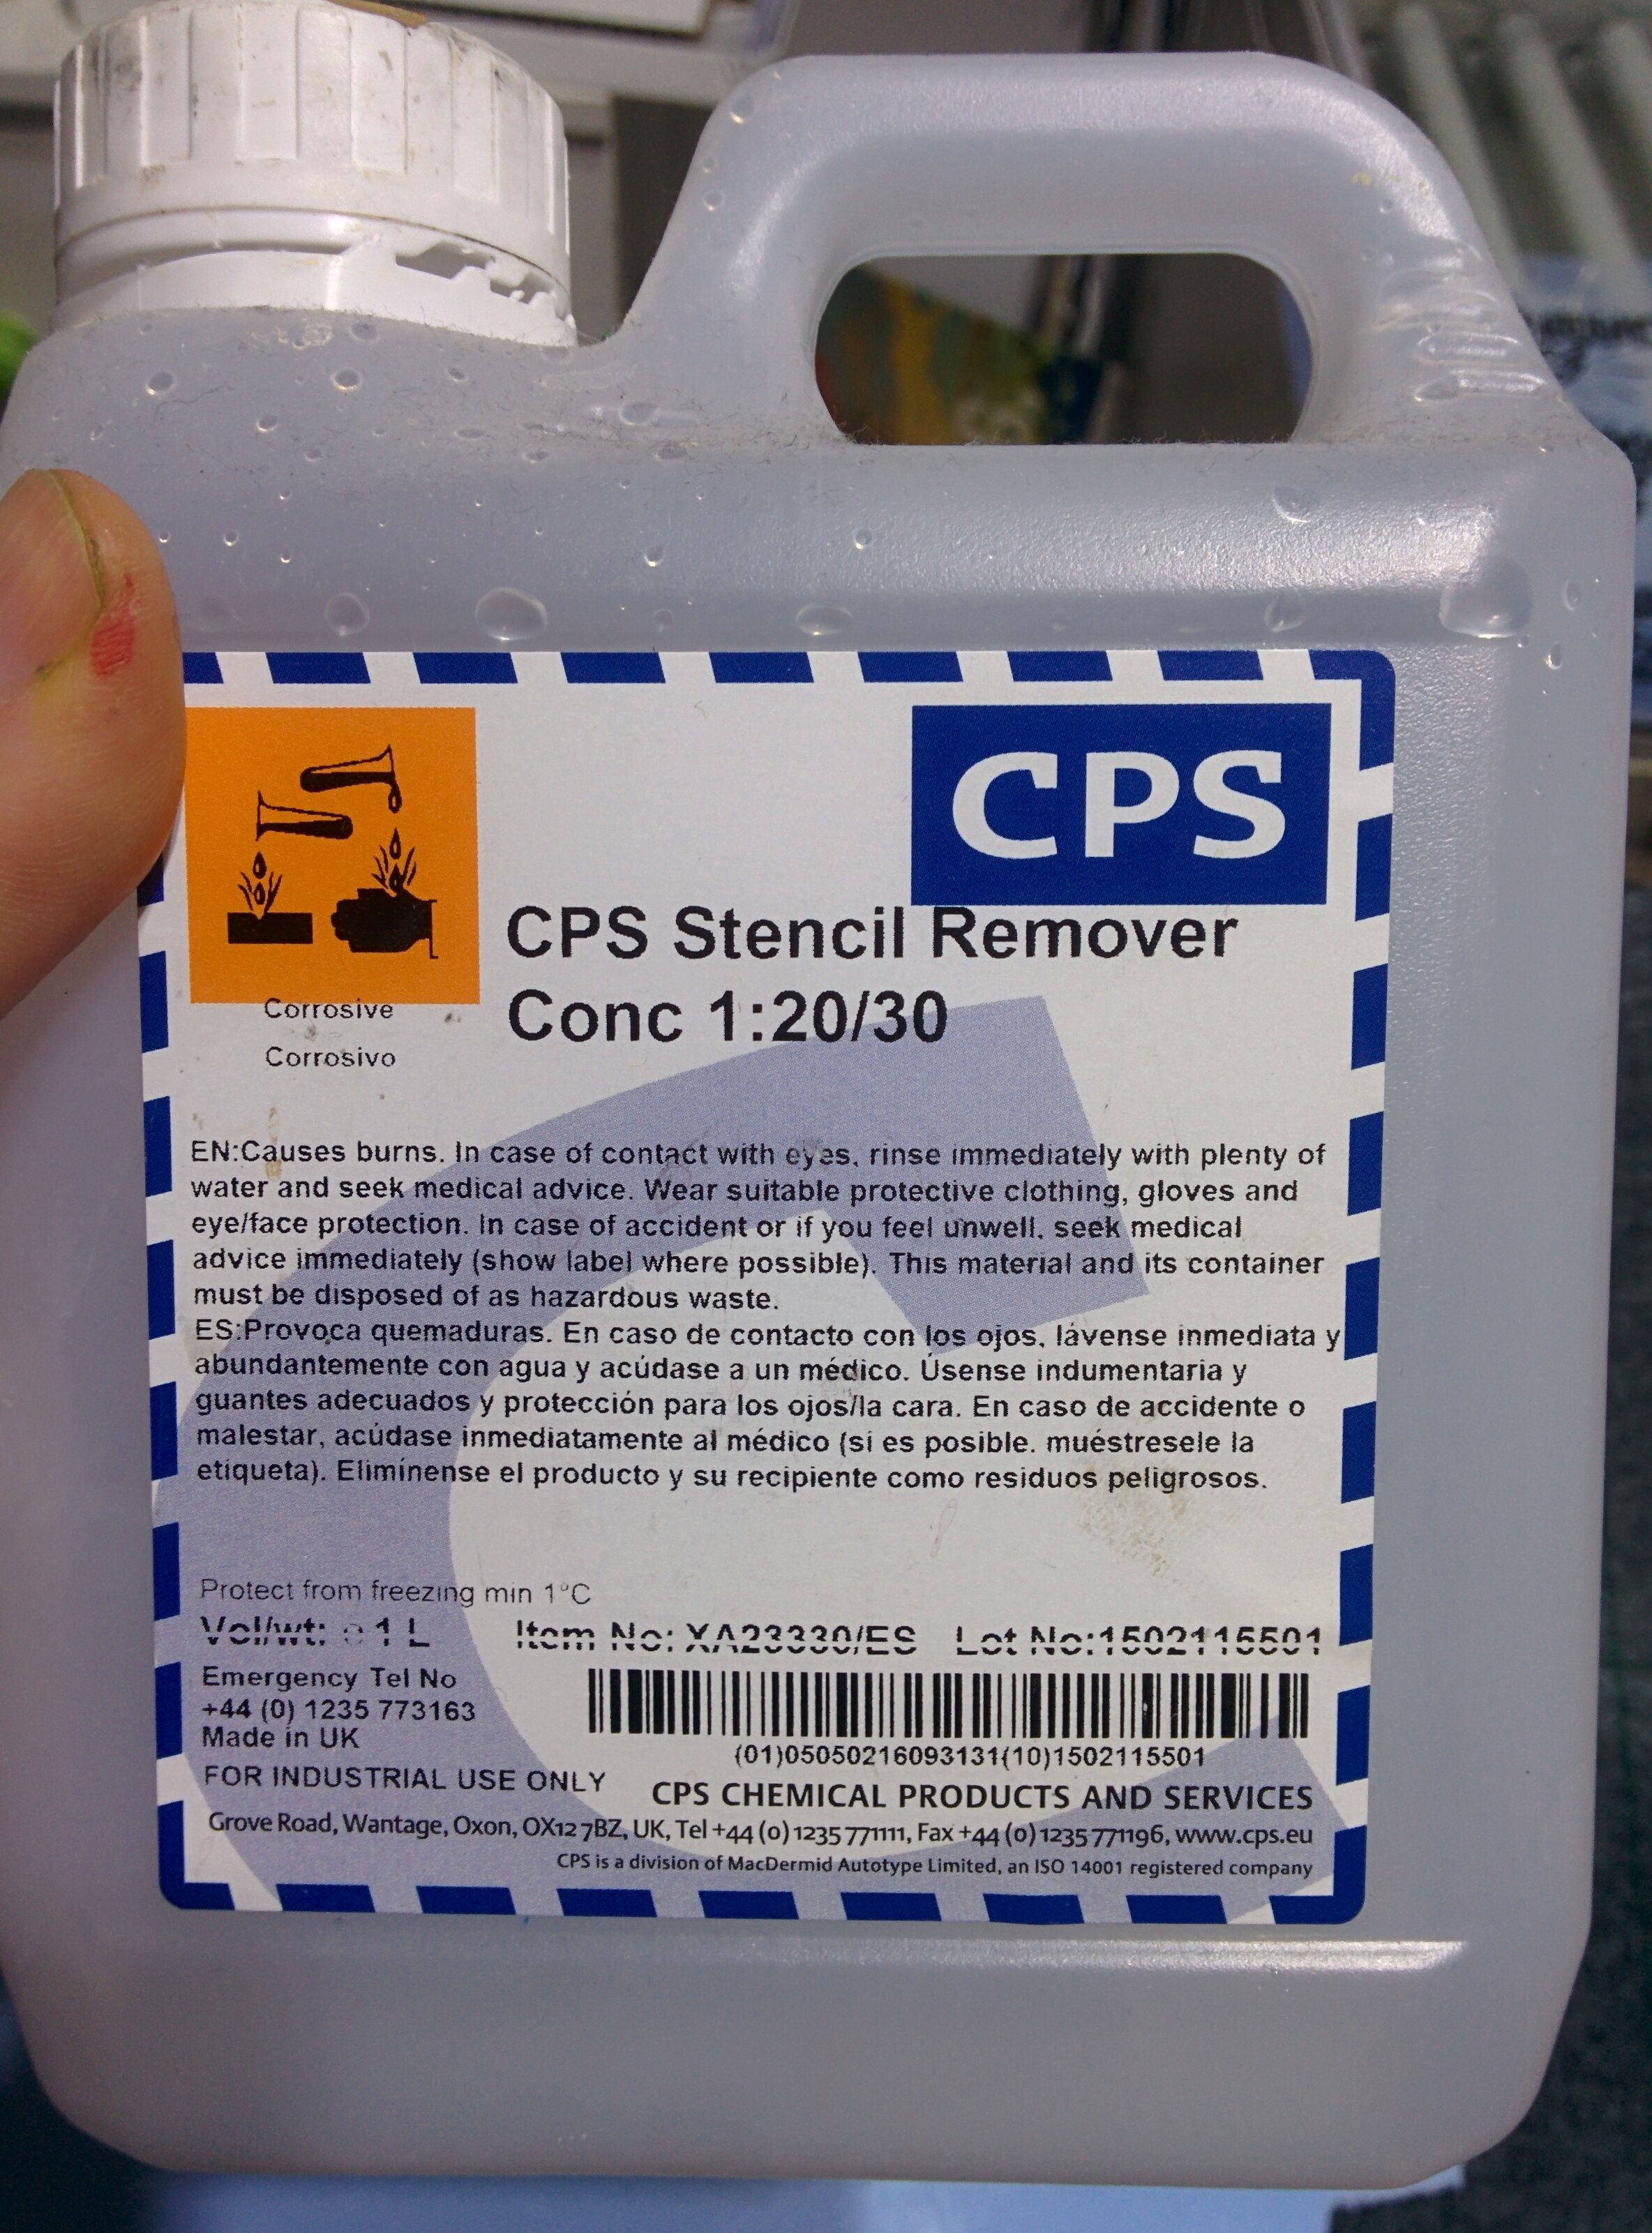 CPS
CPS Stencil Remover
Conc 1:20/30
Corrosive
Corrosivo
EN:Causes burns. In case of contact with eyes, rinse immediately with plenty of
water and seek medical advice. Wear suitable protective clothing, gloves and
eye/face protection. In case of accident or if you feel unwell, seek medical
advice immediately (show label where possible). This material and its container
must be disposed of as hazardous waste.
ES:Provoca quemaduras. En caso de contacto con los ojos, lávense inmediata y
abundantemente con agua y acúdase a un médico. Úsense indumentaria y
guantes adecuados y protección para los ojos/la cara. En caso de accidente o
malestar, acúdase inmediatamente al médico (si es posible, muéstresele la
etiqueta). Elimínense el producto y su recipiente como residuos peligrosos.
Protect from freezing min 1°C
Vol/wt: 1 L Item No: XA23330/ES Lot No:1502115501
Emergency Tel No
+44 (0) 1235 773163
Made in UK
(01)05050216093131(10)1502115501
FOR INDUSTRIAL USE ONLY
CPS CHEMICAL PRODUCTS AND SERVICES
Grove Road, Wantage, Oxon, OX12 7BZ, UK, Tel +44 (0) 1235 771111, Fax +44 (0) 1235 771196, www.cps.eu
CPS is a division of MacDermid Autotype Limited, an ISO 14001 registered company